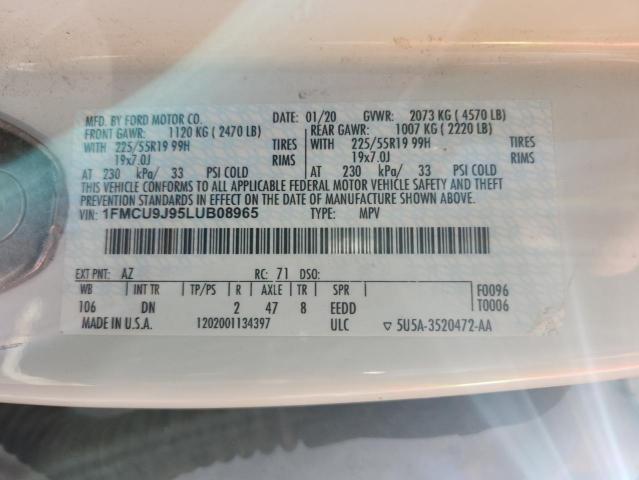 MFD. BY FORD MOTOR CO. DATE: 01/20 GVWR: 2073 KG ( 4570 LB)
FRONT GAWR: 1120 KG ( 2470 LB) REAR GAWR: 1007 KG ( 2220 LB)
WITH 225/55R19 99H TIRES WITH 225/55R19 99H TIRES
19x7.0J RIMS 19x7.0J RIMS
AT 230 kPa/ 33 PSI COLD AT 230 kPa/ 33 PSI COLD
THIS VEHICLE CONFORMS TO ALL APPLICABLE FEDERAL MOTOR VEHICLE SAFETY AND THEFT
PREVENTION STANDARDS IN EFFECT ON THE DATE OF MANUFACTURE SHOWN ABOVE.
VIN: 1FMCU9J95LUB08965 TYPE: MPV
EXT PNT: AZ RC: 71 DSO:
WB INT TR TP/PS R AXLE TR SPR F0096
106 DN 2 47 8 EEDD T0006
MADE IN U.S.A. 1202001134397 ULC ▽ 5U5A-3520472-AA